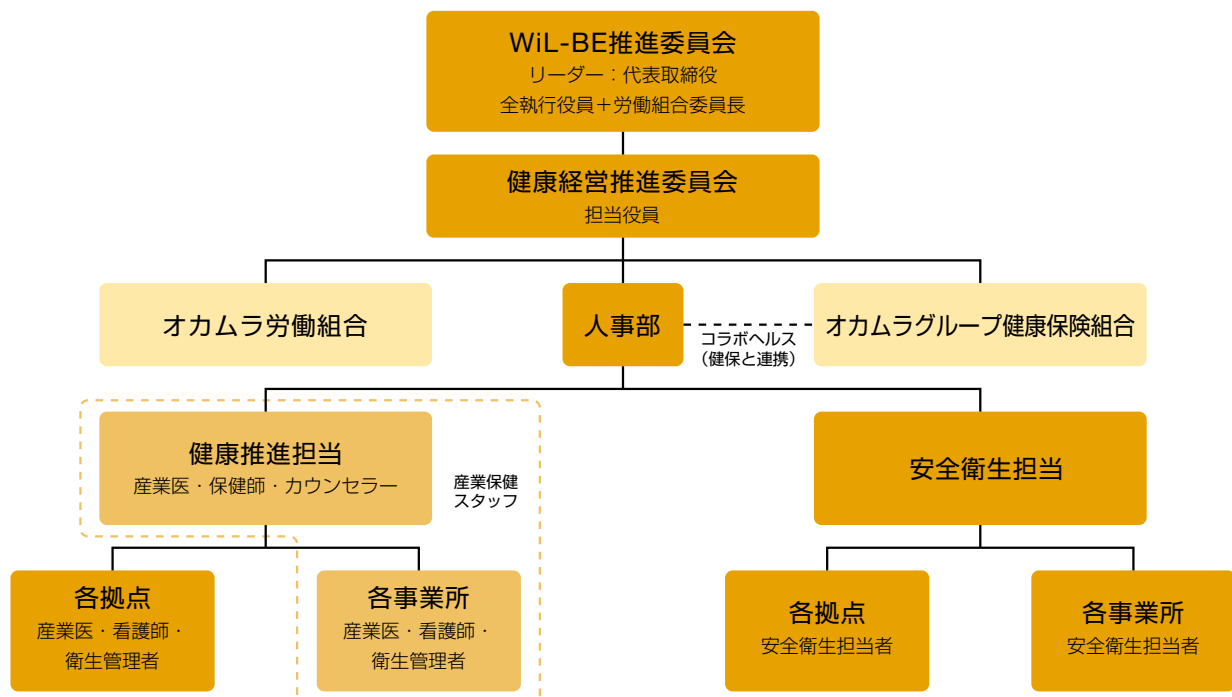 WiL-BE推進委員会
リーダー：代表取締役
全執行役員＋労働組合委員長
健康経営推進委員会
担当役員
オカムラ労働組合
人事部
コラボヘルス
（健保と連携）
オカムラグループ健康保険組合
健康推進担当
産業医・保健師・カウンセラー
産業保健
スタッフ
安全衛生担当
各拠点
産業医・看護師・
衛生管理者
各事業所
産業医・看護師・
衛生管理者
各拠点
安全衛生担当者
各事業所
安全衛生担当者